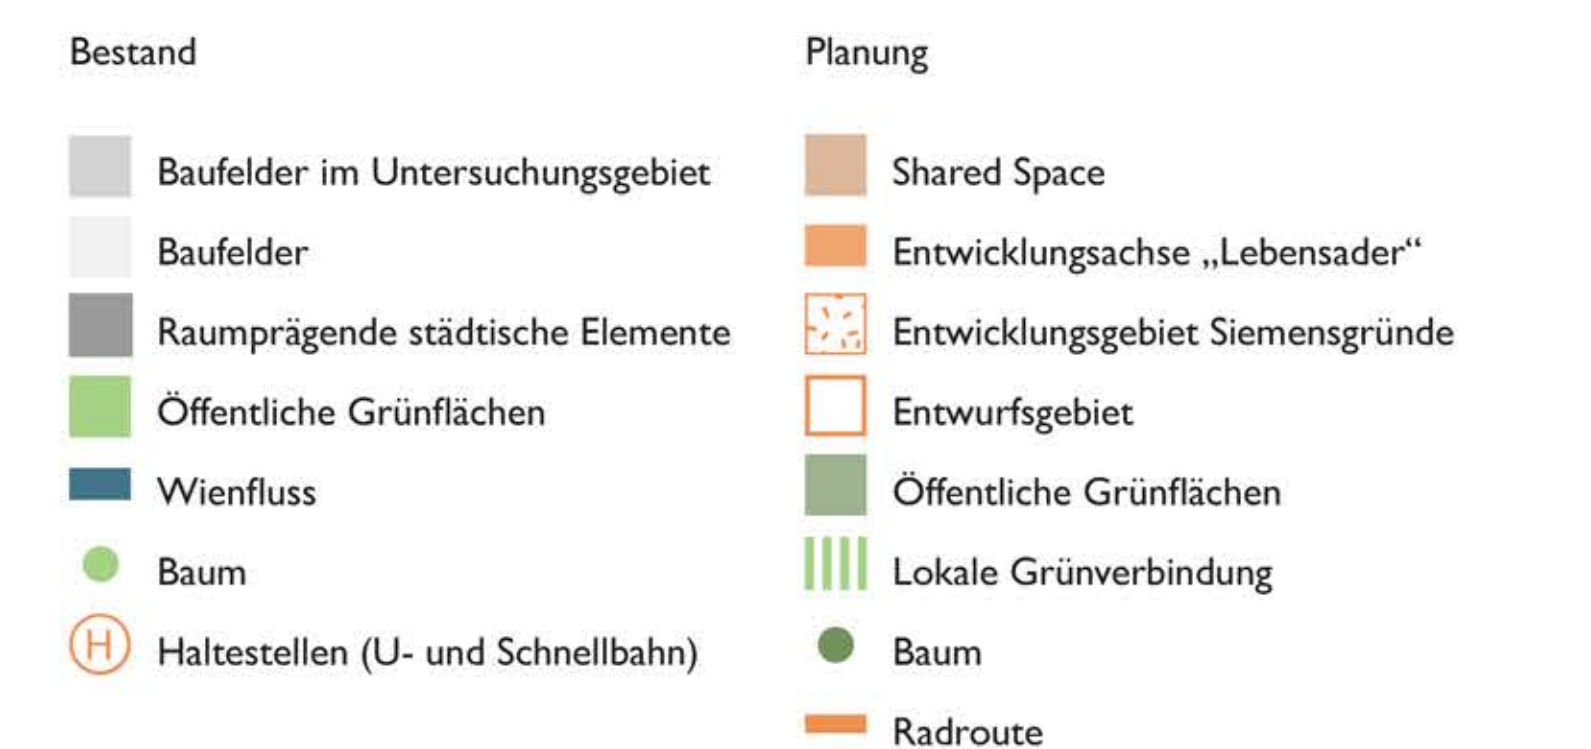 Bestand
Baufelder im Untersuchungsgebiet
Baufelder
Raumprägende städtische Elemente
Öffentliche Grünflächen
Wienfluss
Baum
H Haltestellen (U- und Schnellbahn)
Planung
Shared Space
Entwicklungsachse „Lebensader“
Entwicklungsgebiet Siemensgründe
Entwurfsgebiet
Öffentliche Grünflächen
Lokale Grünverbindung
Baum
Radroute